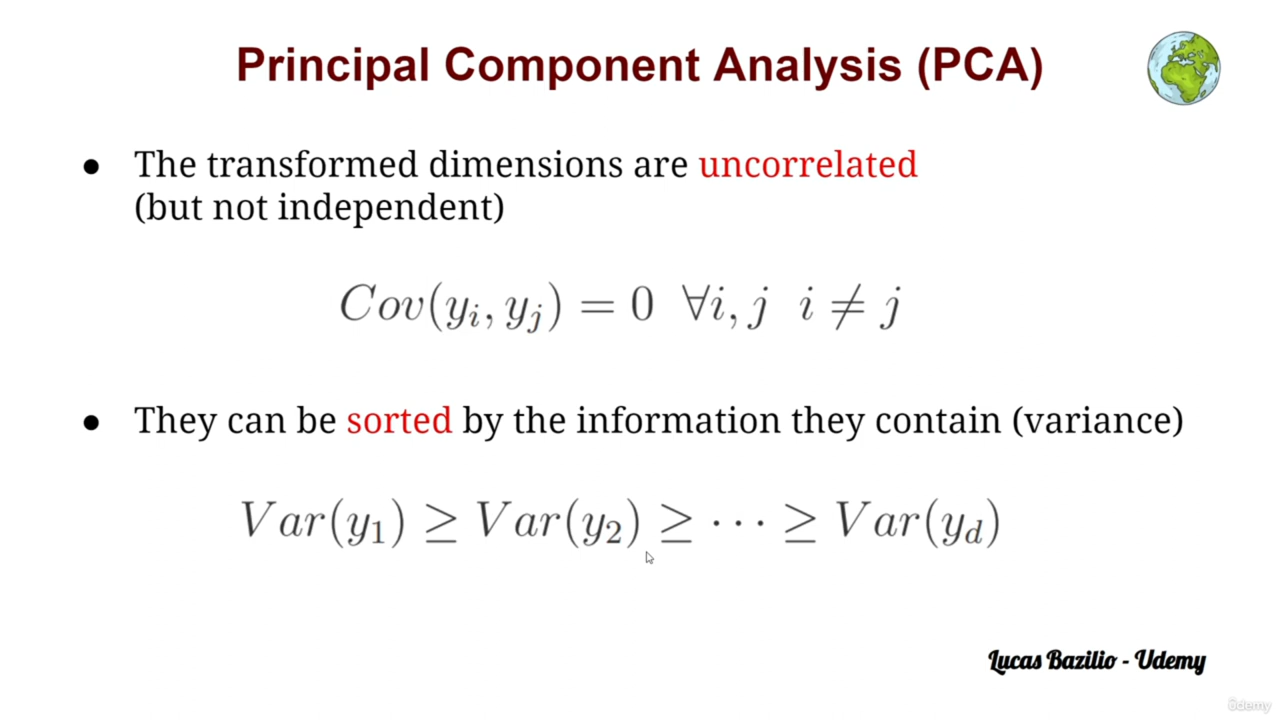 Principal Component Analysis (PCA)
● The transformed dimensions are uncorrelated
(but not independent)
Cov(y_i, y_j) = 0 ∀i, j i ≠ j
● They can be sorted by the information they contain (variance)
Var(y_1) ≥ Var(y_2) ≥ ··· ≥ Var(y_d)
Lucas Bazilio - Udemy
ûdemy